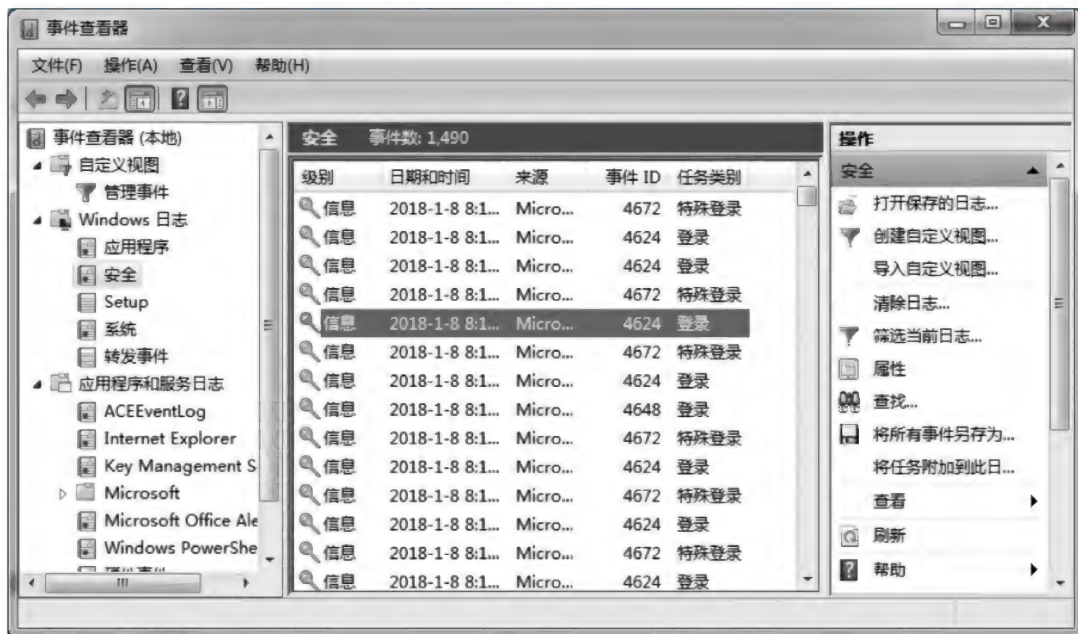 事件查看器
文件(F) 操作(A) 查看(V) 帮助(H)
事件查看器 (本地)
自定义视图
管理事件
Windows 日志
应用程序
安全
Setup
系统
转发事件
应用程序和服务日志
ACEEventLog
Internet Explorer
Key Management S
Microsoft
Microsoft Office Ale
Windows PowerShe
安全 事件数: 1,490
级别 日期和时间 来源 事件 ID 任务类别
信息 2018-1-8 8:1... Micro... 4672 特殊登录
信息 2018-1-8 8:1... Micro... 4624 登录
信息 2018-1-8 8:1... Micro... 4624 登录
信息 2018-1-8 8:1... Micro... 4672 特殊登录
信息 2018-1-8 8:1... Micro... 4624 登录
信息 2018-1-8 8:1... Micro... 4672 特殊登录
信息 2018-1-8 8:1... Micro... 4624 登录
信息 2018-1-8 8:1... Micro... 4648 登录
信息 2018-1-8 8:1... Micro... 4672 特殊登录
信息 2018-1-8 8:1... Micro... 4624 登录
信息 2018-1-8 8:1... Micro... 4672 特殊登录
信息 2018-1-8 8:1... Micro... 4624 登录
信息 2018-1-8 8:1... Micro... 4672 特殊登录
信息 2018-1-8 8:1... Micro... 4624 登录
操作
安全
打开保存的日志...
创建自定义视图...
导入自定义视图...
清除日志...
筛选当前日志...
属性
查找...
将所有事件另存为...
将任务附加到此日...
查看
刷新
帮助